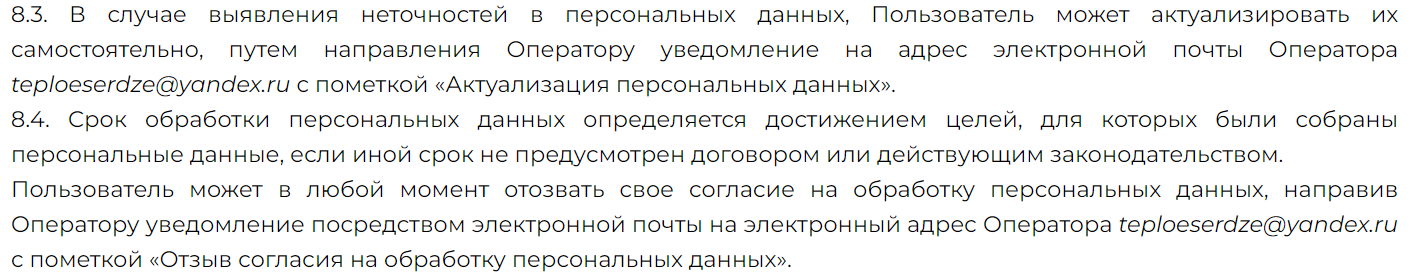 8.3. В случае выявления неточностей в персональных данных, Пользователь может актуализировать их
самостоятельно, путем направления Оператору уведомление на адрес электронной почты Оператора
teploeserdze@yandex.ru с пометкой «Актуализация персональных данных».
8.4. Срок обработки персональных данных определяется достижением целей, для которых были собраны
персональные данные, если иной срок не предусмотрен договором или действующим законодательством.
Пользователь может в любой момент отозвать свое согласие на обработку персональных данных, направив
Оператору уведомление посредством электронной почты на электронный адрес Оператора teploeserdze@yandex.ru
с пометкой «Отзыв согласия на обработку персональных данных».